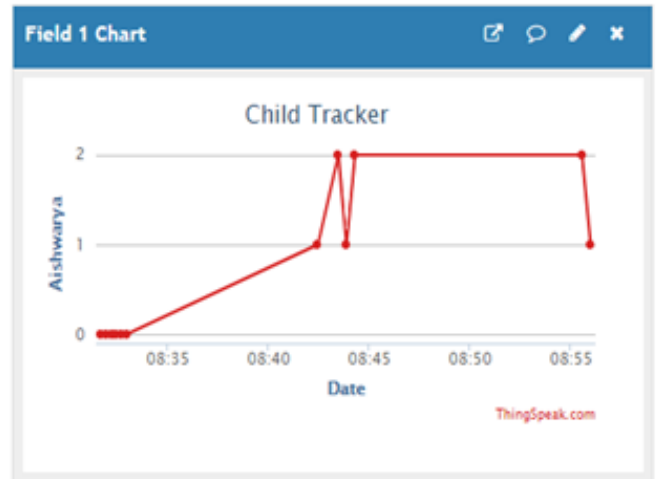 Field 1 Chart
Child Tracker
Aishwarya
2
1
0
08:35 08:40 08:45 08:50 08:55
Date
ThingSpeak.com